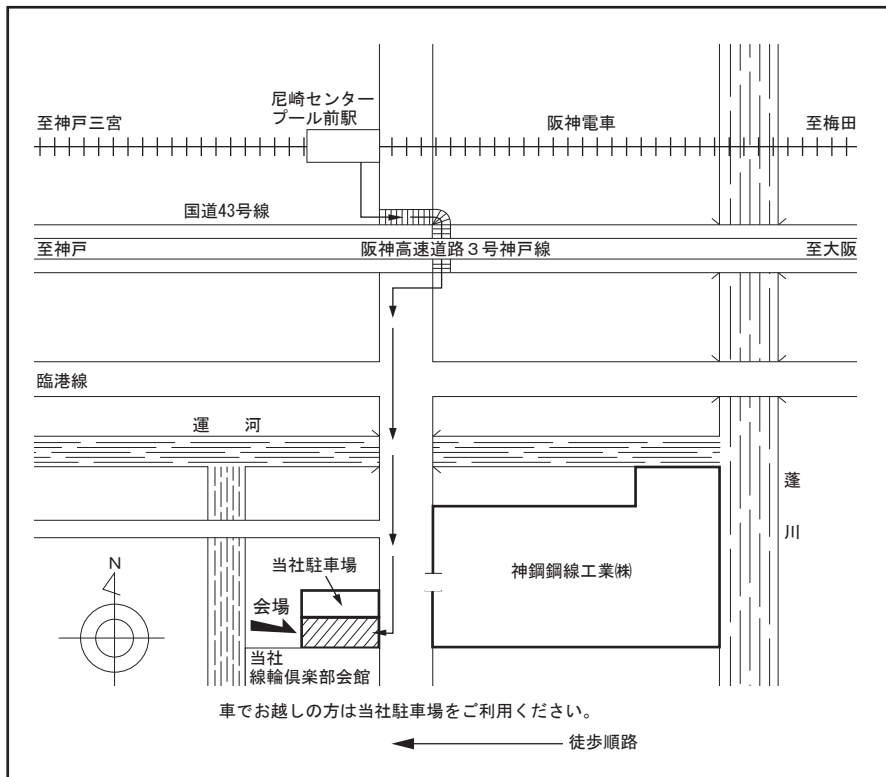 尼崎センター
プール前駅
至神戸三宮
阪神電車
至梅田
国道43号線
至神戸
阪神高速道路３号神戸線
至大阪
臨港線
運　河
蓬
川
神鋼鋼線工業㈱
当社駐車場
N
会場
当社
線輪倶楽部会館
車でお越しの方は当社駐車場をご利用ください。
徒歩順路